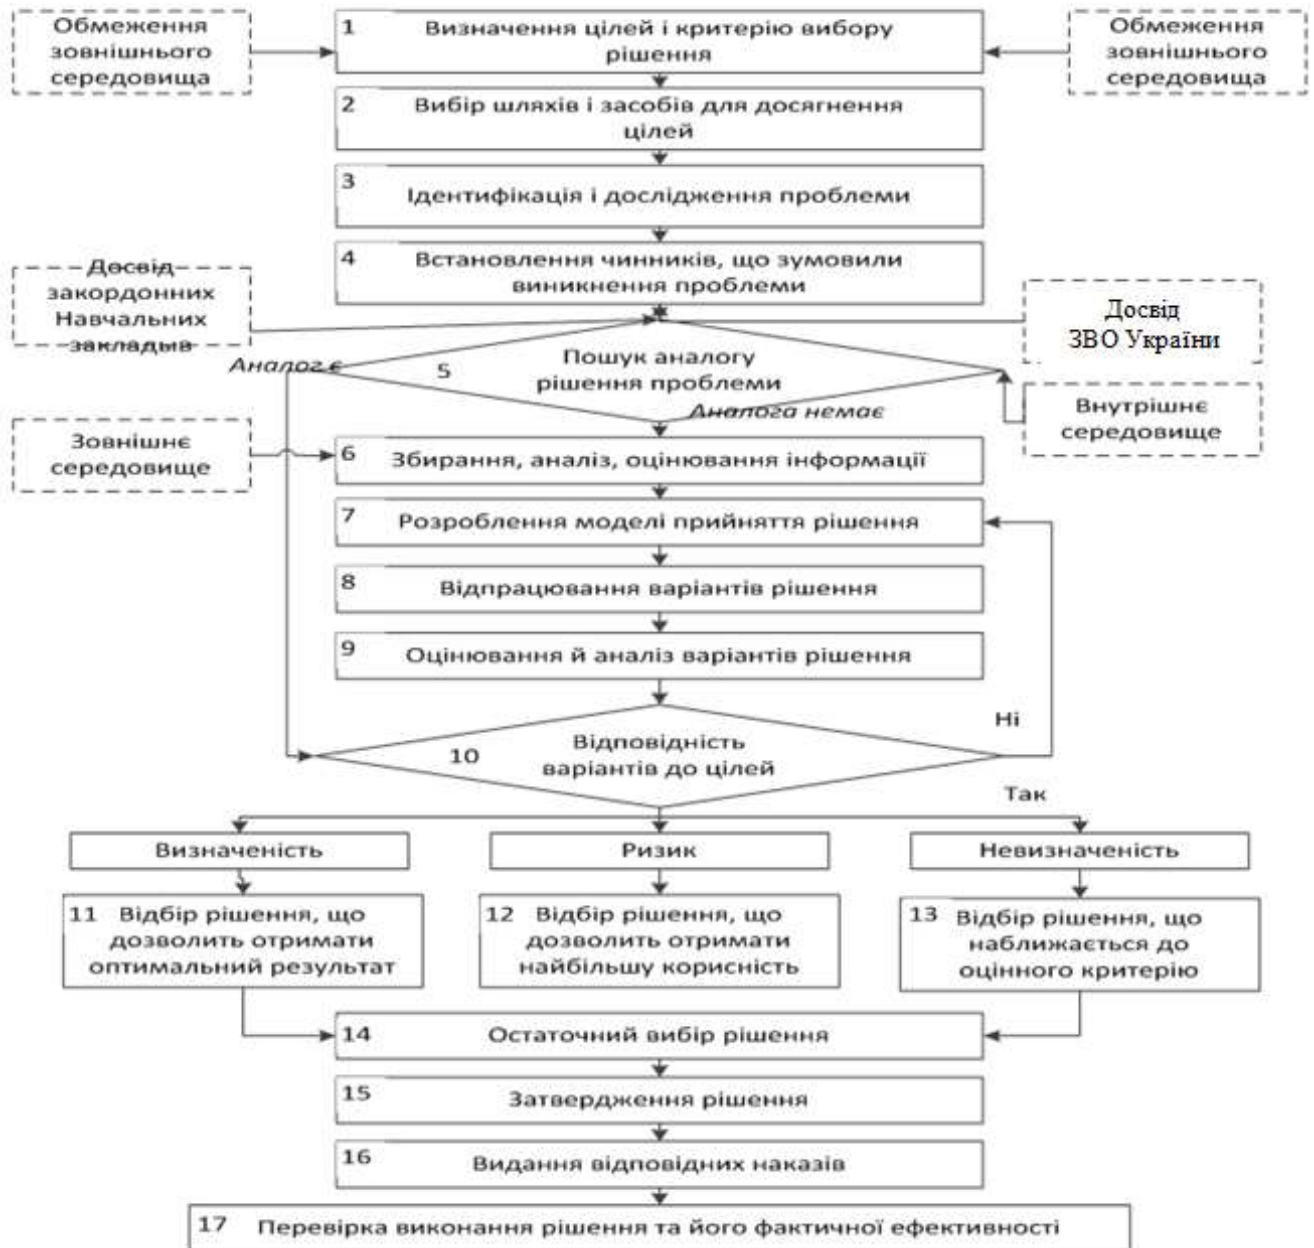 Обмеження
зовнішнього
середовища
1
Визначення цілей і критерію вибору
рішення
Обмеження
зовнішнього
середовища
2
Вибір шляхів і засобів для досягнення
цілей
3
Ідентифікація і дослідження проблеми
4
Встановлення чинників, що зумовили
виникнення проблеми
Досвід
закордонних
Навчальних
закладыв
Досвід
ЗВО України
Аналог є
5
Пошук аналогу
рішення проблеми
Аналога немає
Внутрішнє
середовище
Зовнішнє
середовище
6
Збирання, аналіз, оцінювання інформації
7
Розроблення моделі прийняття рішення
8
Відпрацювання варіантів рішення
9
Оцінювання й аналіз варіантів рішення
10
Відповідність
варіантів до цілей
Ні
Так
Визначеність
Ризик
Невизначеність
11 Відбір рішення, що
дозволить отримати
оптимальний результат
12 Відбір рішення, що
дозволить отримати
найбільшу корисність
13 Відбір рішення, що
наближається до
оцінного критерію
14
Остаточний вибір рішення
15
Затвердження рішення
16
Видання відповідних наказів
17 Перевірка виконання рішення та його фактичної ефективності